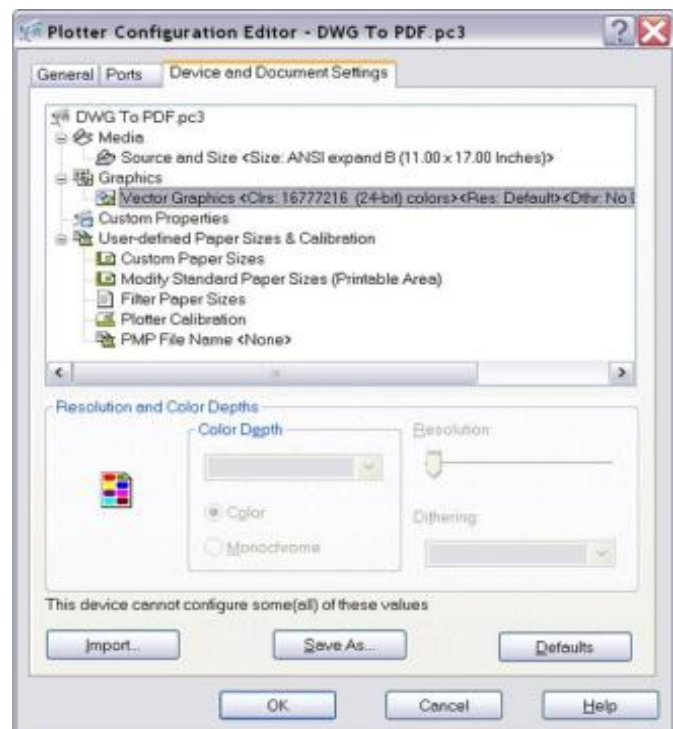 Plotter Configuration Editor - DWG To PDF.pc3
General Ports Device and Document Settings
DWG To PDF.pc3
Media
Source and Size <Size: ANSI expand B (11.00 x 17.00 Inches)>
Graphics
Vector Graphics <Clrs: 16777216 (24-bit) colors><Res: Default><Dthr: No
Custom Properties
User-defined Paper Sizes & Calibration
Custom Paper Sizes
Modify Standard Paper Sizes (Printable Area)
Filter Paper Sizes
Plotter Calibration
PMP File Name <None>
Resolution and Color Depths
Color Depth
Resolution:
Color
Monochrome
Dithering:
This device cannot configure some(all) of these values
Import...
Save As...
Defaults
OK
Cancel
Help